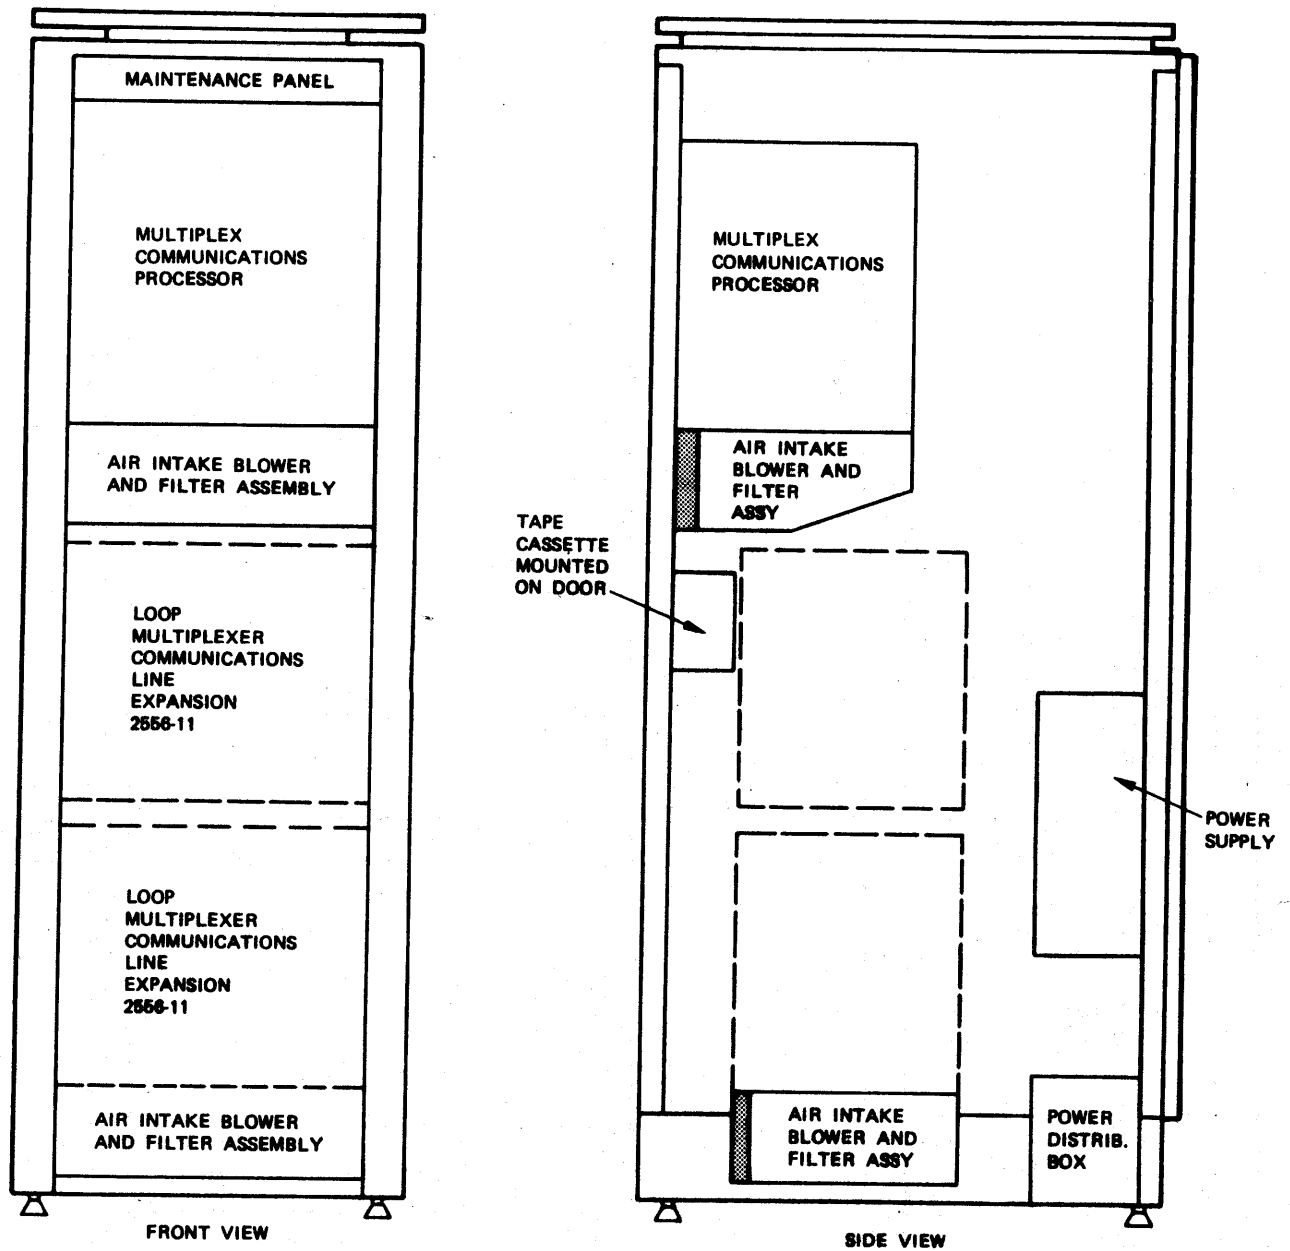 MAINTENANCE PANEL
MULTIPLEX
COMMUNICATIONS
PROCESSOR
AIR INTAKE BLOWER
AND FILTER ASSEMBLY
LOOP
MULTIPLEXER
COMMUNICATIONS
LINE
EXPANSION
2556-11
LOOP
MULTIPLEXER
COMMUNICATIONS
LINE
EXPANSION
2556-11
AIR INTAKE BLOWER
AND FILTER ASSEMBLY
FRONT VIEW
MULTIPLEX
COMMUNICATIONS
PROCESSOR
AIR INTAKE
BLOWER AND
FILTER
ASSY
TAPE
CASSETTE
MOUNTED
ON DOOR
POWER
SUPPLY
AIR INTAKE
BLOWER AND
FILTER ASSY
POWER
DISTRIB.
BOX
SIDE VIEW